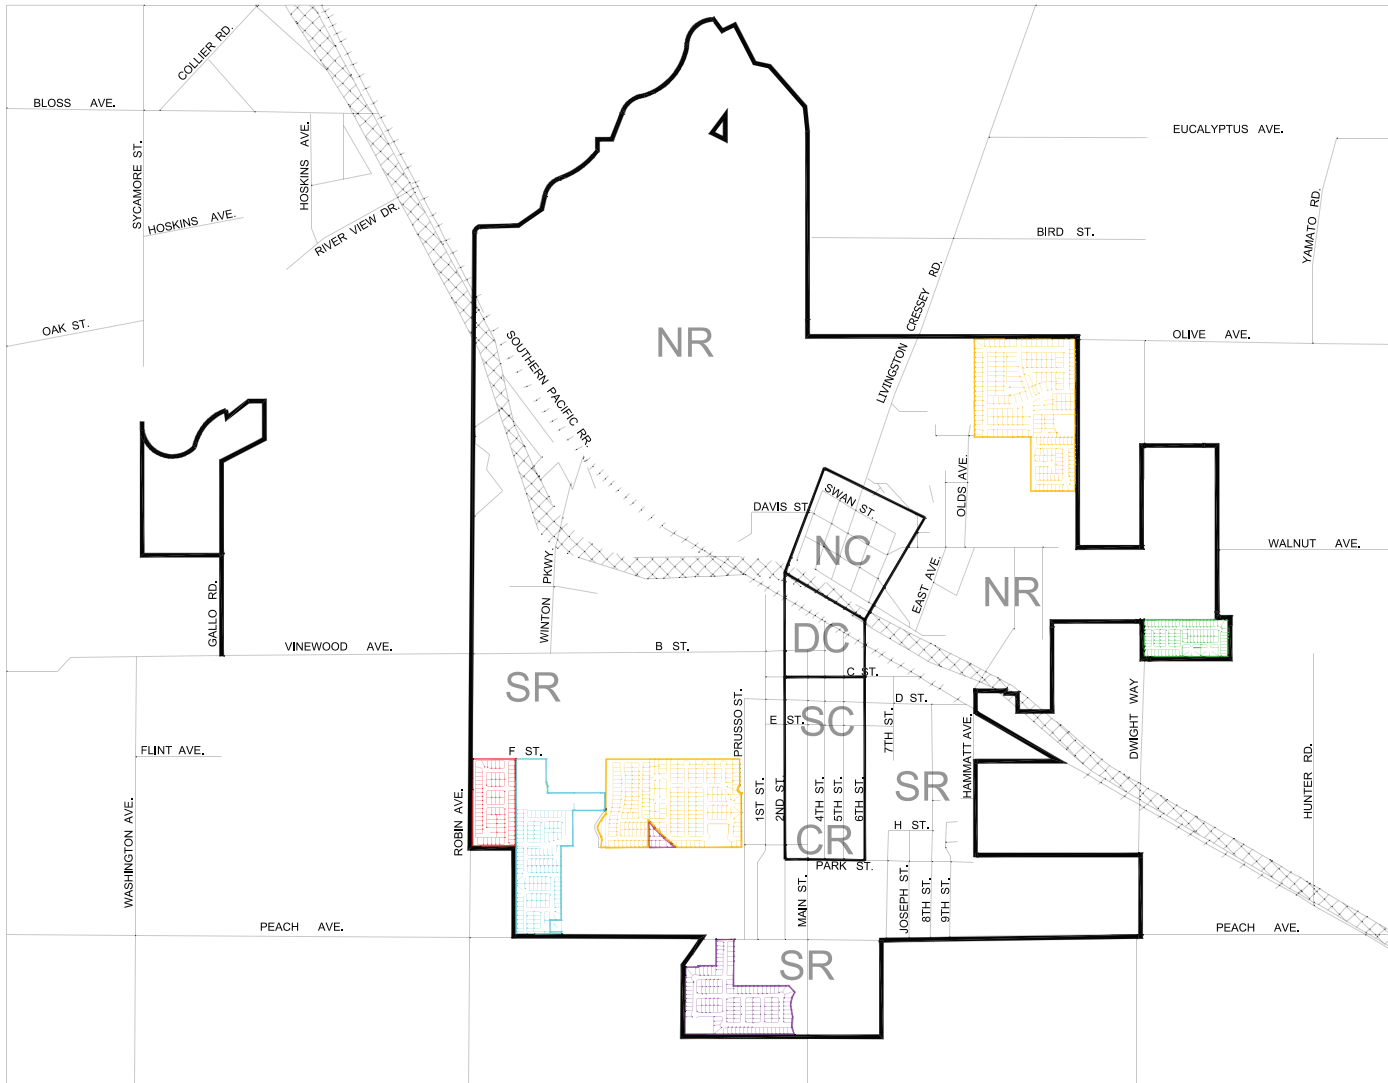 COLLIER RD.
BLOSS AVE.
EUCALYPTUS AVE.
SYCAMORE ST.
HOSKINS AVE.
HOSKINS AVE.
RIVER VIEW DR.
YAMATO RD.
BIRD ST.
OAK ST.
LIVINGSTON CRESSEY RD.
OLIVE AVE.
NR
SOUTHERN PACIFIC RR.
OLDS AVE.
SWAN ST.
DAVIS ST.
NC
WALNUT AVE.
EAST AVE.
NR
GALLO RD.
WINTON PKWY.
VINEWOOD AVE.
B ST.
DC
C ST.
SR
D ST.
PRUSSO ST.
E ST.
SC
7TH ST.
HAMMATT AVE.
DWIGHT WAY
FLINT AVE.
F ST.
SR
HUNTER RD.
1ST ST.
2ND ST.
4TH ST.
5TH ST.
6TH ST.
ROBIN AVE.
WASHINGTON AVE.
H ST.
CR
PARK ST.
MAIN ST.
JOSEPH ST.
8TH ST.
9TH ST.
PEACH AVE.
PEACH AVE.
SR